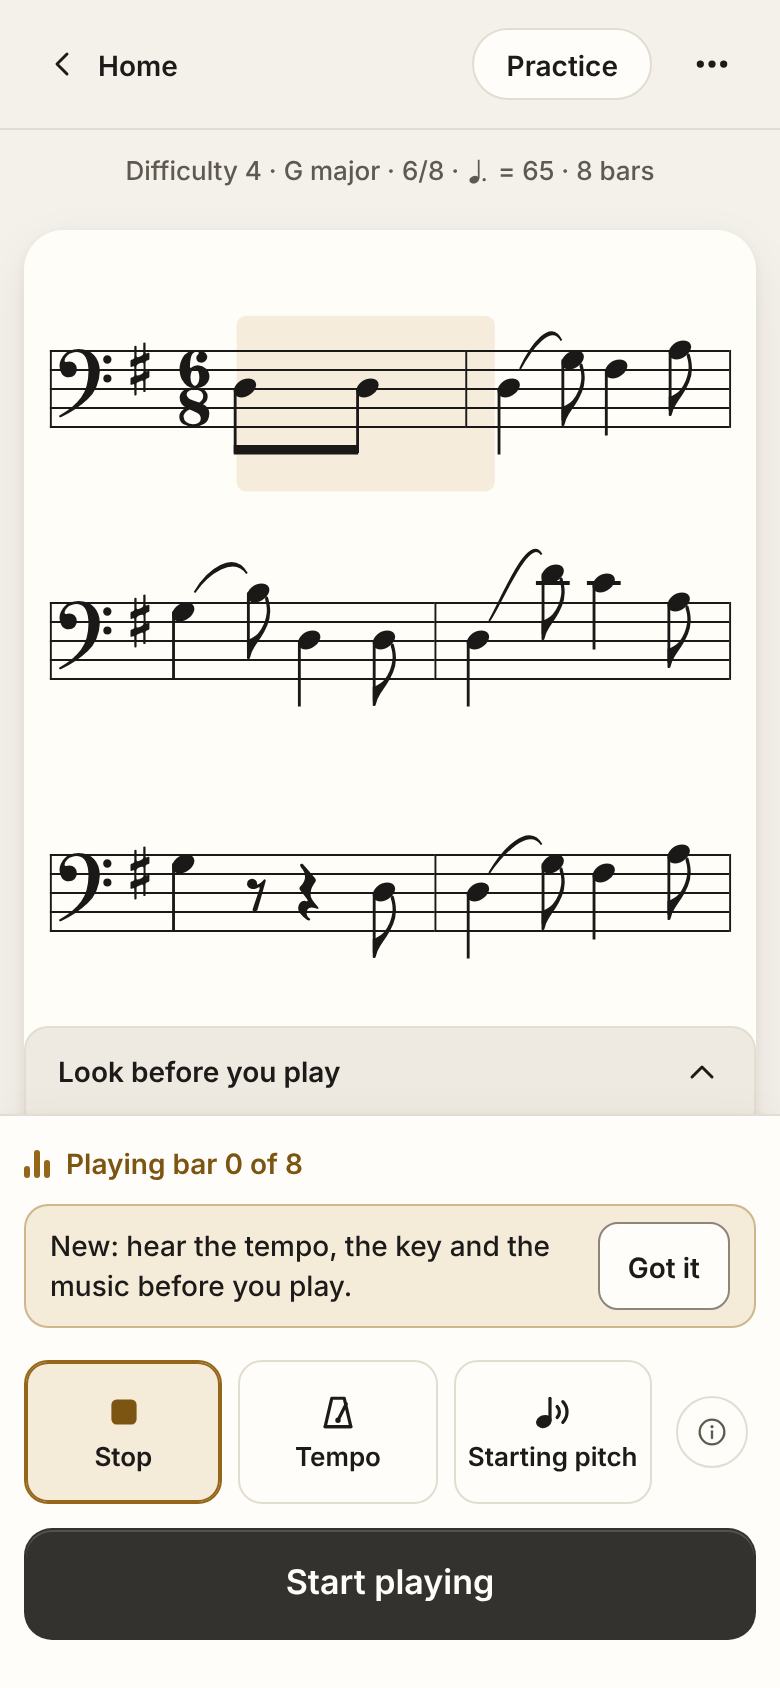 Home
Practice
Difficulty 4 · G major · 6/8 · ♩. = 65 · 8 bars
6
8
Look before you play
Playing bar 0 of 8
New: hear the tempo, the key and the
music before you play.
Got it
Stop
Tempo
Starting pitch
Start playing